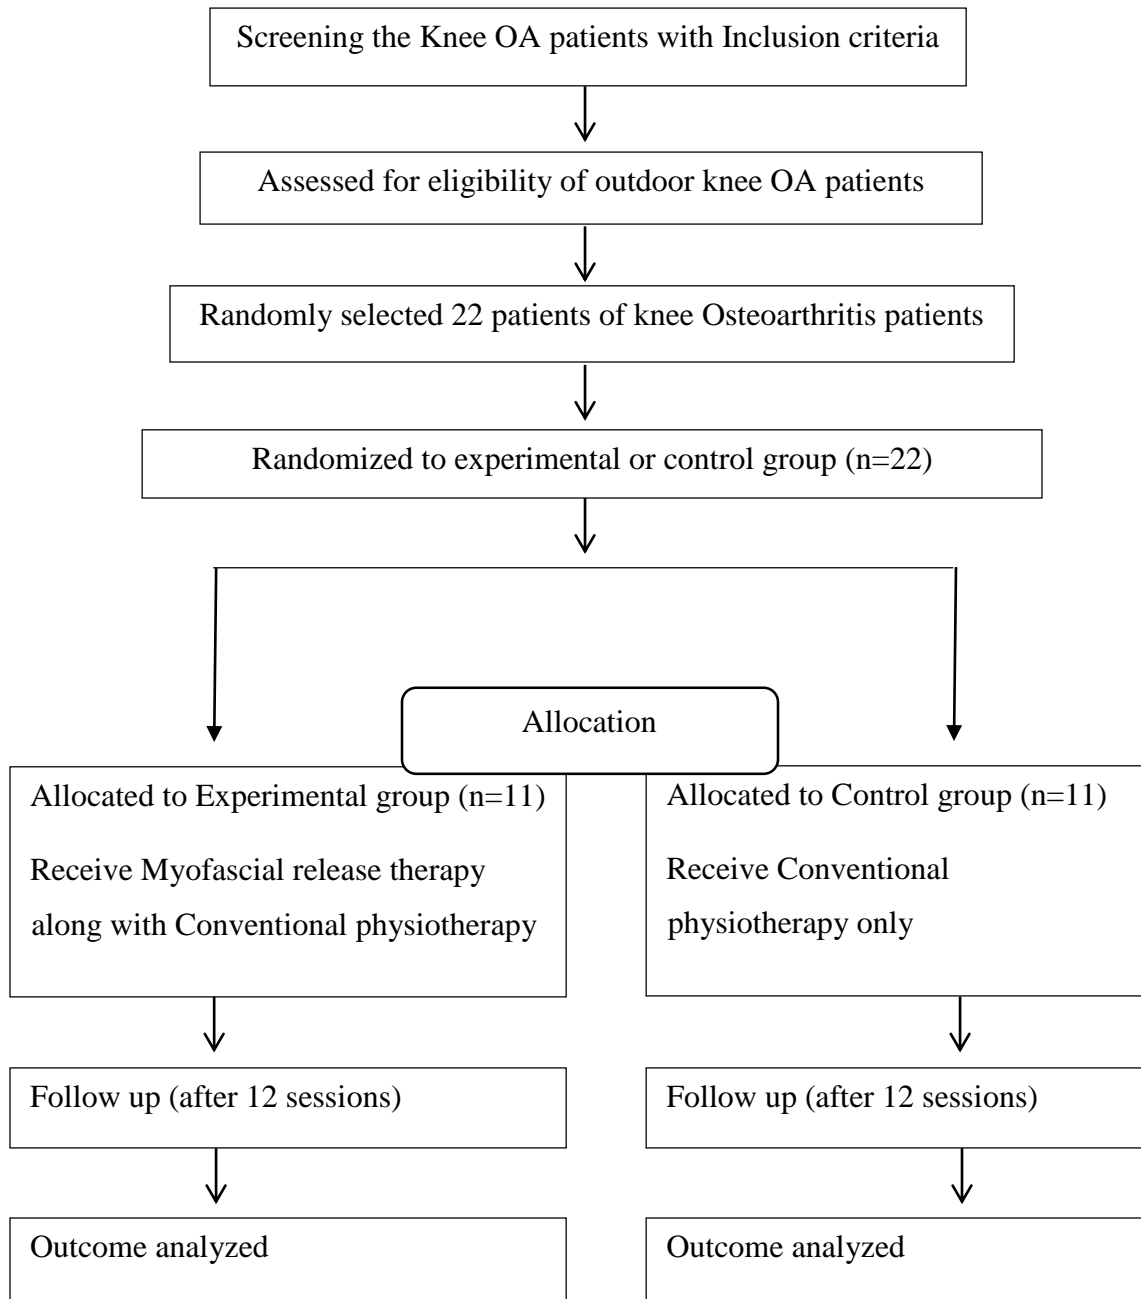 Screening the Knee OA patients with Inclusion criteria
Assessed for eligibility of outdoor knee OA patients
Randomly selected 22 patients of knee Osteoarthritis patients
Randomized to experimental or control group (n=22)
Allocation
Allocated to Experimental group (n=11)
Receive Myofascial release therapy
along with Conventional physiotherapy
Allocated to Control group (n=11)
Receive Conventional
physiotherapy only
Follow up (after 12 sessions)
Follow up (after 12 sessions)
Outcome analyzed
Outcome analyzed